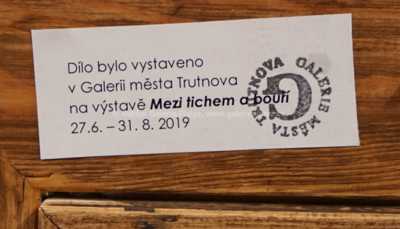 Dílo bylo vystaveno
v Galerii města Trutnova
na výstavě Mezi tichem a bouří
27.6. – 31. 8. 2019
GALERIE MĚSTA TRUTNOVA
G